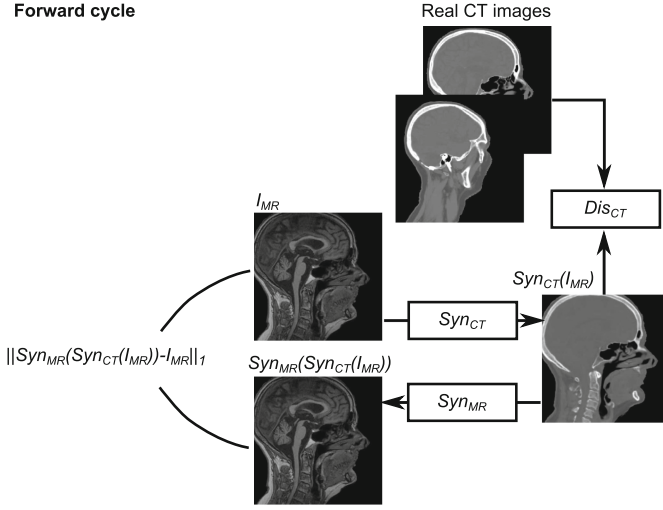 Forward cycle
Real CT images
I_MR
Dis_CT
Syn_CT(I_MR)
Syn_CT
||Syn_MR(Syn_CT(I_MR))-I_MR||_1
Syn_MR(Syn_CT(I_MR))
Syn_MR